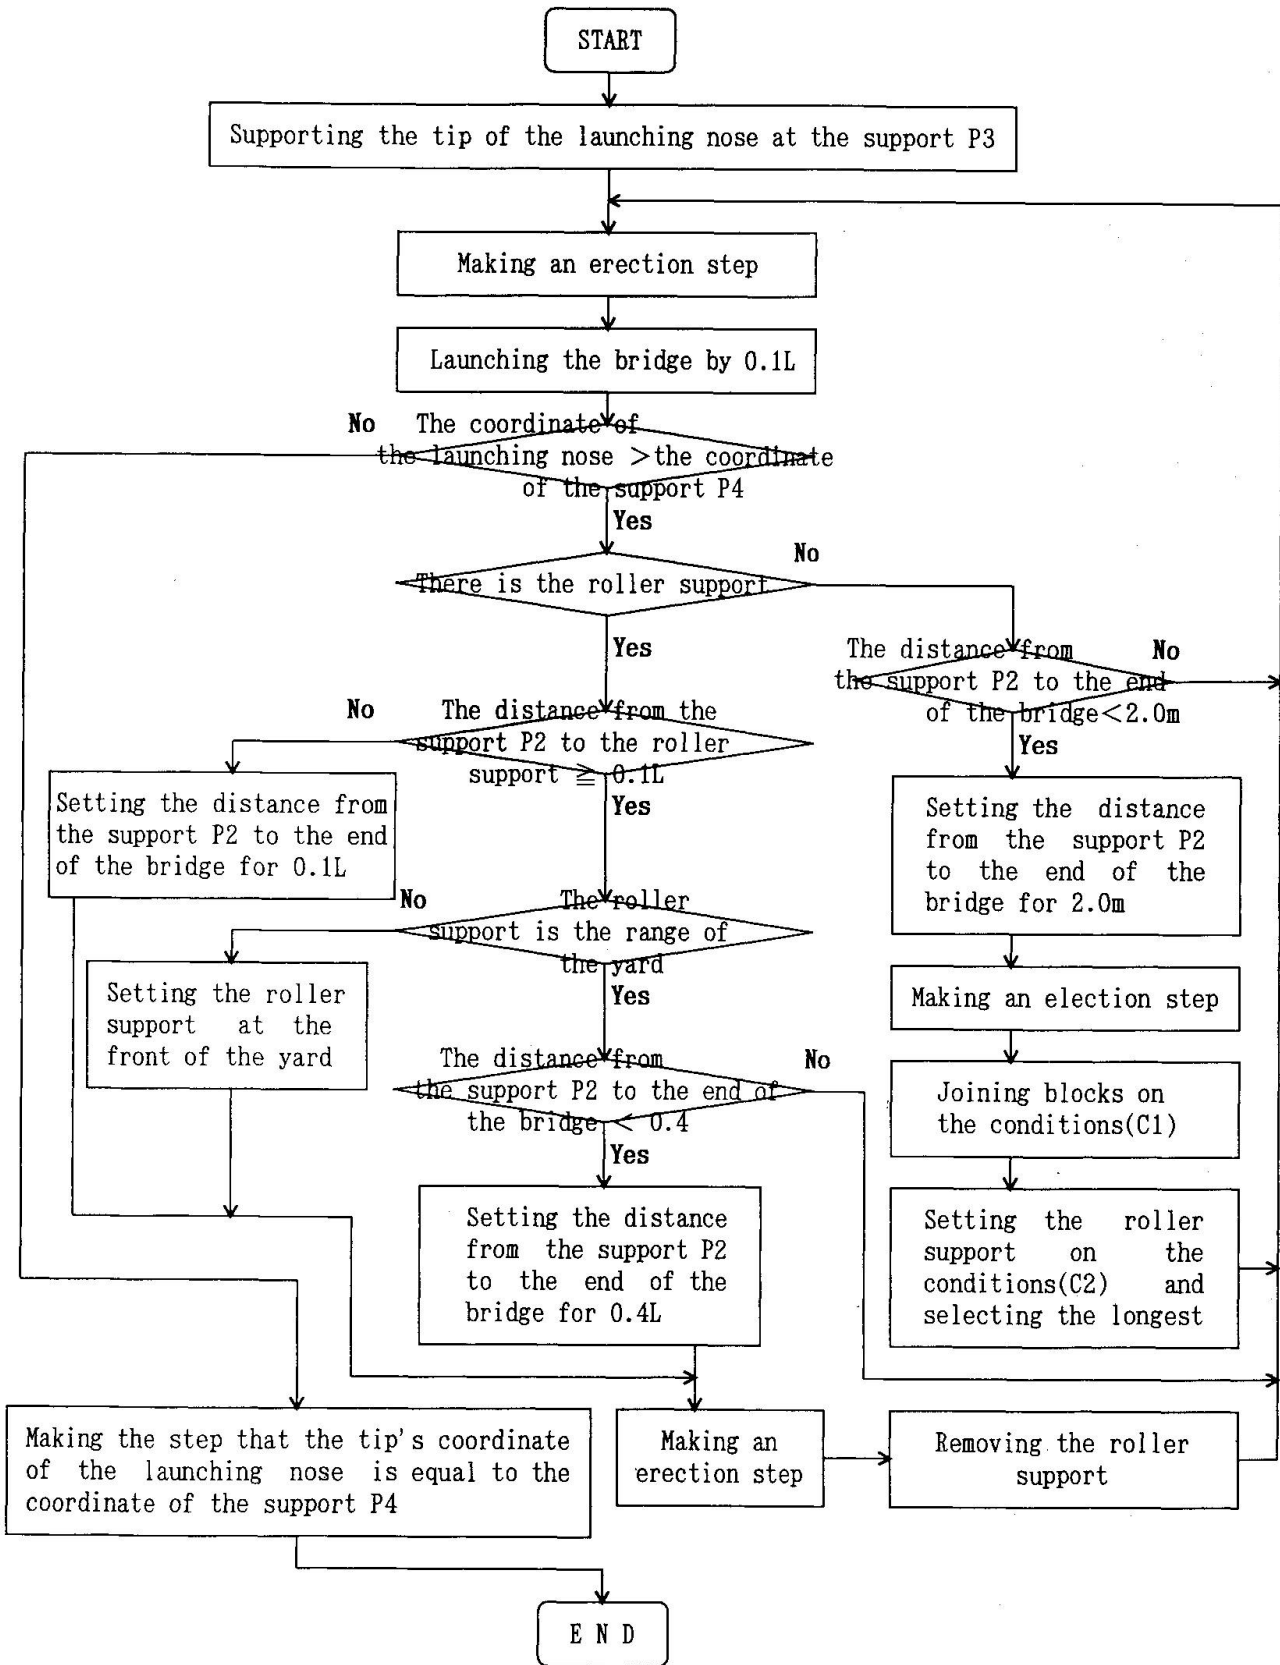 START
Supporting the tip of the launching nose at the support P3
Making an erection step
Launching the bridge by 0.1L
No
The coordinate of
the launching nose >the coordinate
of the support P4
Yes
There is the roller support
No
Yes
The distance from
the support P2 to the end
of the bridge<2.0m
No
Yes
No
The distance from the
support P2 to the roller
support ≧ 0.1L
Yes
Setting the distance from
the support P2 to the end
of the bridge for 0.1L
Setting the distance
from the support P2
to the end of the
bridge for 2.0m
No
The roller
support is the range of
the yard
Yes
Setting the roller
support at the
front of the yard
Making an election step
The distance from
the support P2 to the end of
the bridge < 0.4
No
Yes
Joining blocks on
the conditions(C1)
Setting the distance
from the support P2
to the end of the
bridge for 0.4L
Setting the roller
support on the
conditions(C2) and
selecting the longest
Making the step that the tip's coordinate
of the launching nose is equal to the
coordinate of the support P4
Making an
erection step
Removing the roller
support
E N D